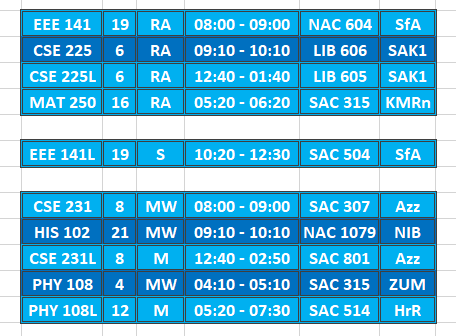 EEE 141 19 RA 08:00 - 09:00 NAC 604 SfA
CSE 225 6 RA 09:10 - 10:10 LIB 606 SAK1
CSE 225L 6 RA 12:40 - 01:40 LIB 605 SAK1
MAT 250 16 RA 05:20 - 06:20 SAC 315 KMRn
EEE 141L 19 S 10:20 - 12:30 SAC 504 SfA
CSE 231 8 MW 08:00 - 09:00 SAC 307 Azz
HIS 102 21 MW 09:10 - 10:10 NAC 1079 NIB
CSE 231L 8 M 12:40 - 02:50 SAC 801 Azz
PHY 108 4 MW 04:10 - 05:10 SAC 315 ZUM
PHY 108L 12 M 05:20 - 07:30 SAC 514 HrR